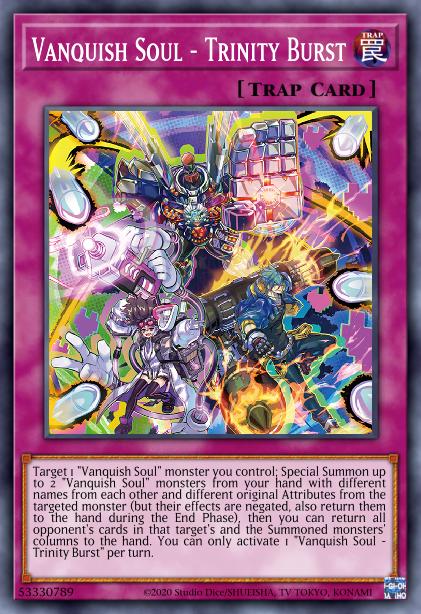 Vanquish Soul - Trinity Burst
TRAP
罠
[Trap Card]
Target 1 "Vanquish Soul" monster you control; Special Summon up
to 2 "Vanquish Soul" monsters from your hand with different
names from each other and different original Attributes from the
targeted monster (but their effects are negated, also return them
to the hand during the End Phase), then you can return all
opponent's cards in that target's and the Summoned monsters'
columns to the hand. You can only activate 1 "Vanquish Soul -
Trinity Burst" per turn.
53330789
©2020 Studio Dice/SHUEISHA, TV TOKYO, KONAMI